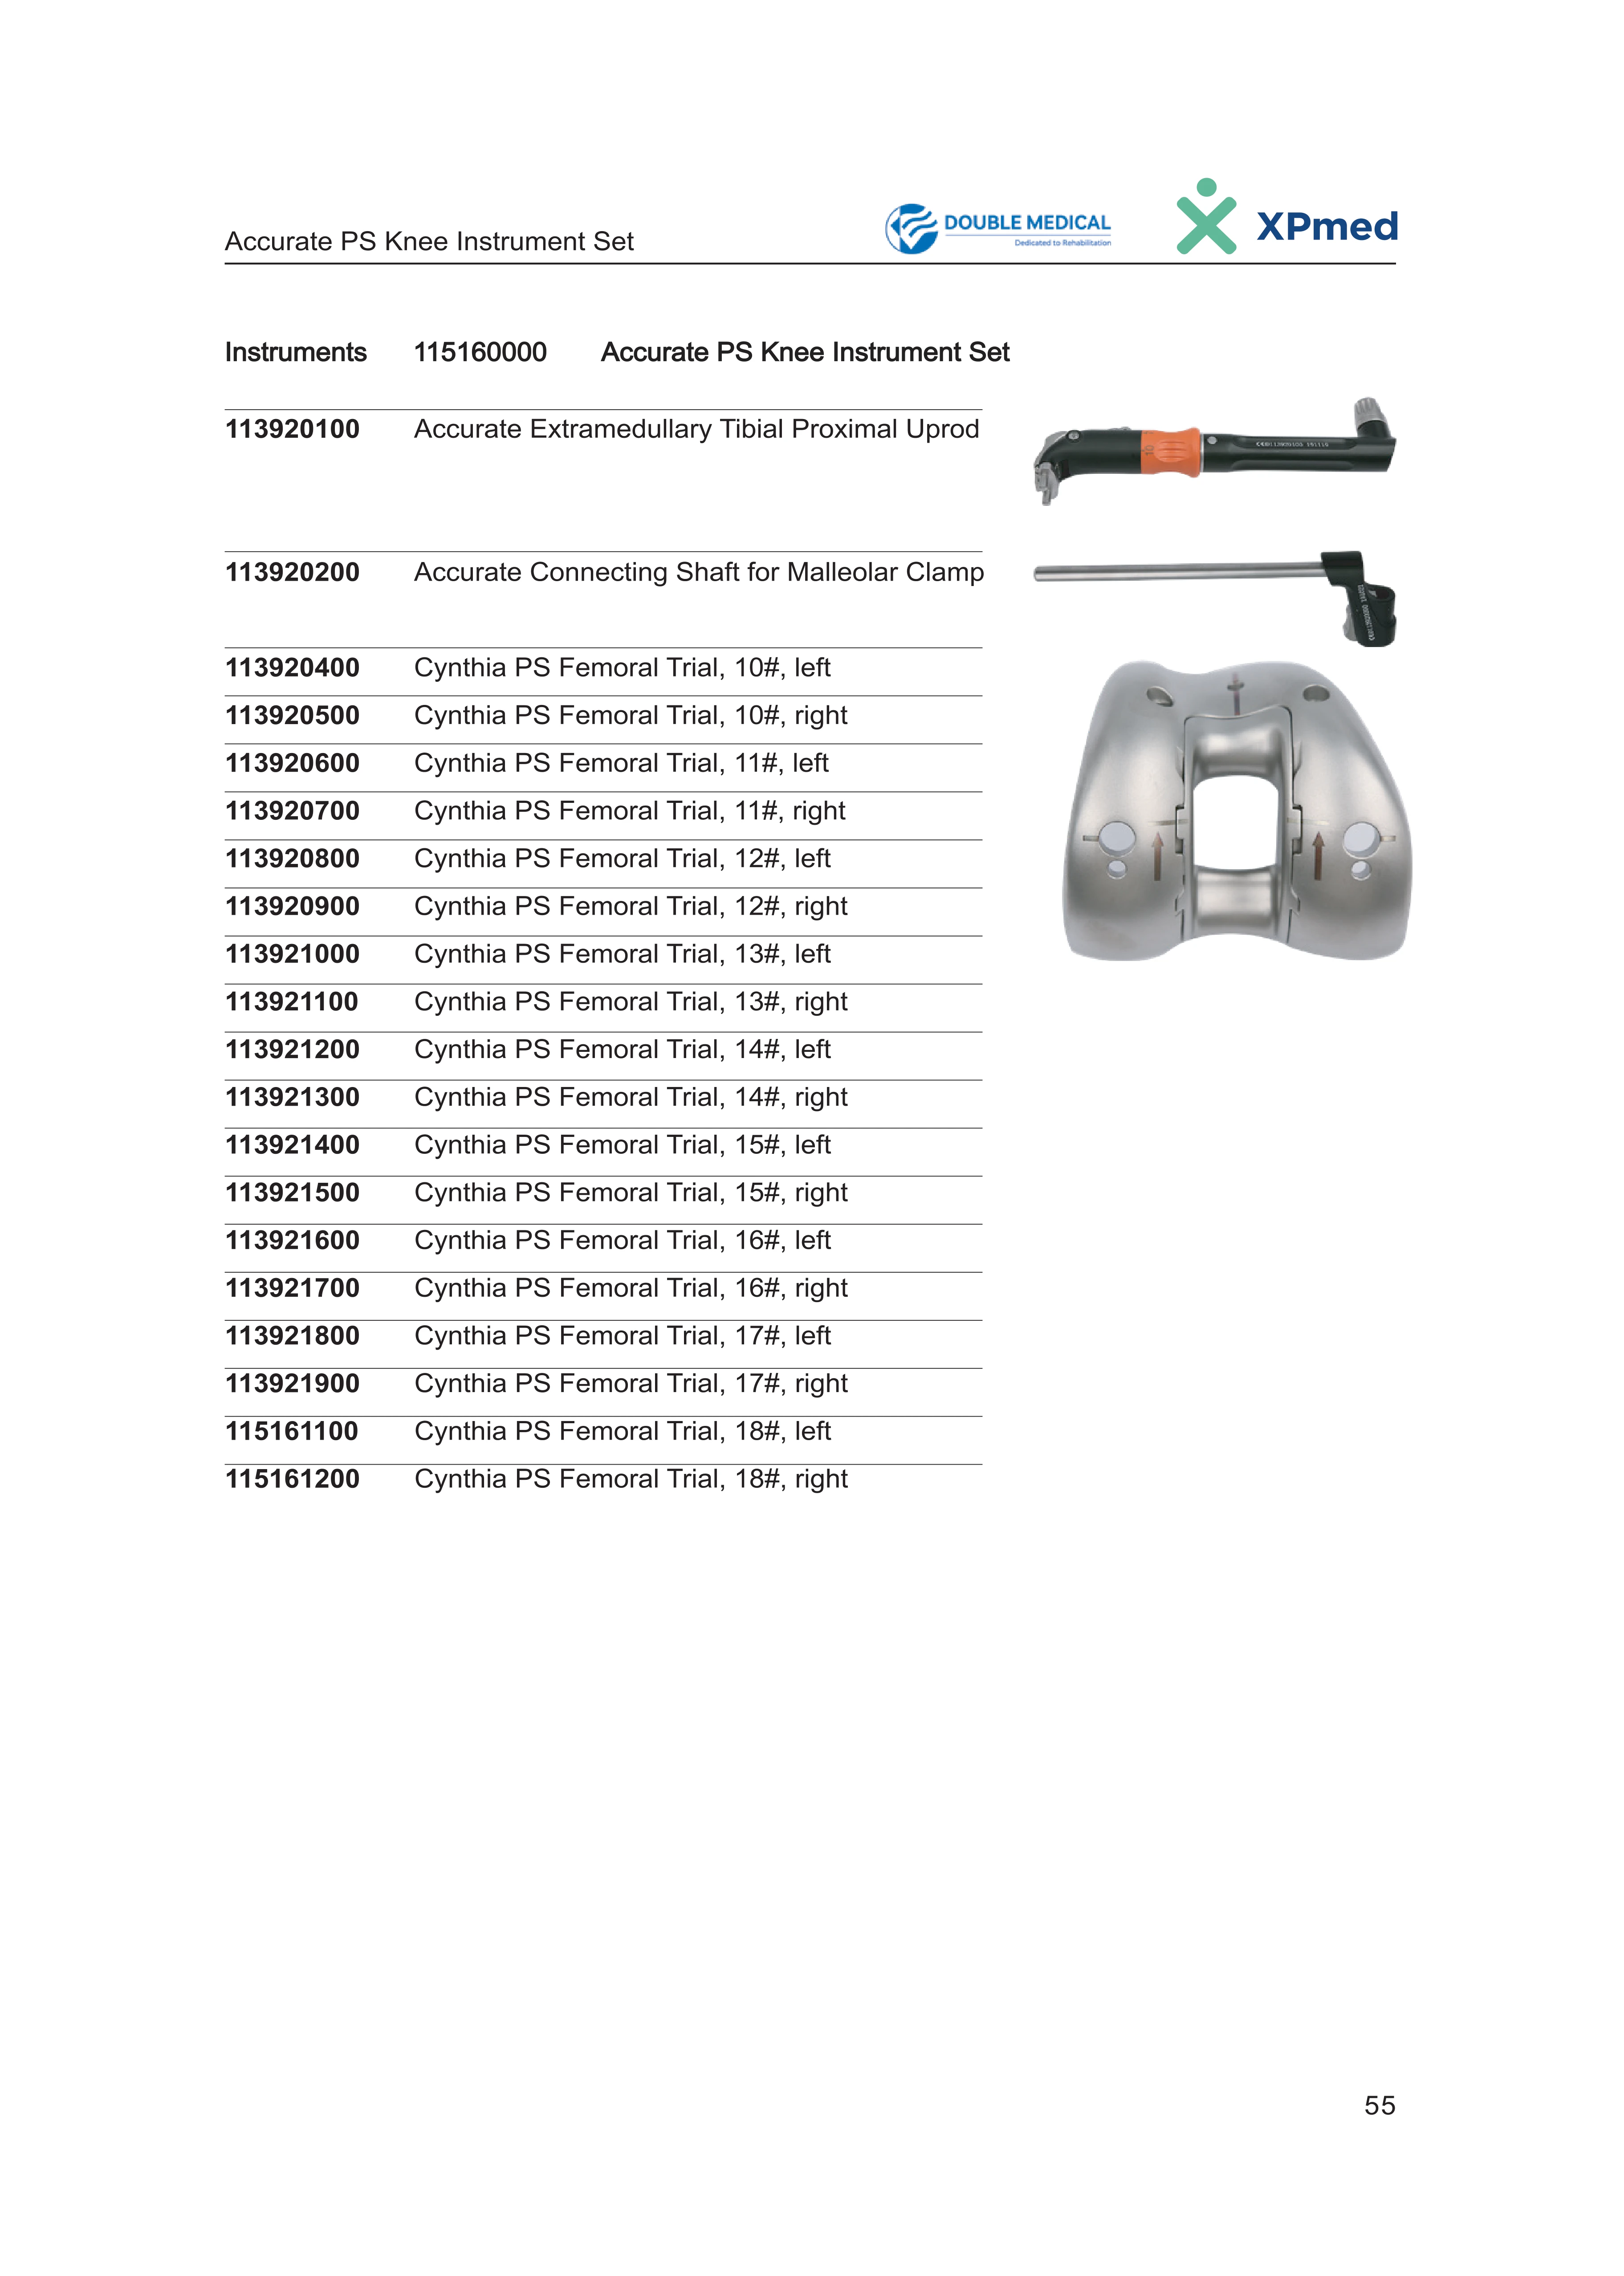 Accurate PS Knee Instrument Set
DOUBLE MEDICAL
Dedicated to Rehabilitation
XPmed
Instruments 115160000 Accurate PS Knee Instrument Set
113920100 Accurate Extramedullary Tibial Proximal Uprod
113920200 Accurate Connecting Shaft for Malleolar Clamp
113920400 Cynthia PS Femoral Trial, 10#, left
113920500 Cynthia PS Femoral Trial, 10#, right
113920600 Cynthia PS Femoral Trial, 11#, left
113920700 Cynthia PS Femoral Trial, 11#, right
113920800 Cynthia PS Femoral Trial, 12#, left
113920900 Cynthia PS Femoral Trial, 12#, right
113921000 Cynthia PS Femoral Trial, 13#, left
113921100 Cynthia PS Femoral Trial, 13#, right
113921200 Cynthia PS Femoral Trial, 14#, left
113921300 Cynthia PS Femoral Trial, 14#, right
113921400 Cynthia PS Femoral Trial, 15#, left
113921500 Cynthia PS Femoral Trial, 15#, right
113921600 Cynthia PS Femoral Trial, 16#, left
113921700 Cynthia PS Femoral Trial, 16#, right
113921800 Cynthia PS Femoral Trial, 17#, left
113921900 Cynthia PS Femoral Trial, 17#, right
115161100 Cynthia PS Femoral Trial, 18#, left
115161200 Cynthia PS Femoral Trial, 18#, right
55